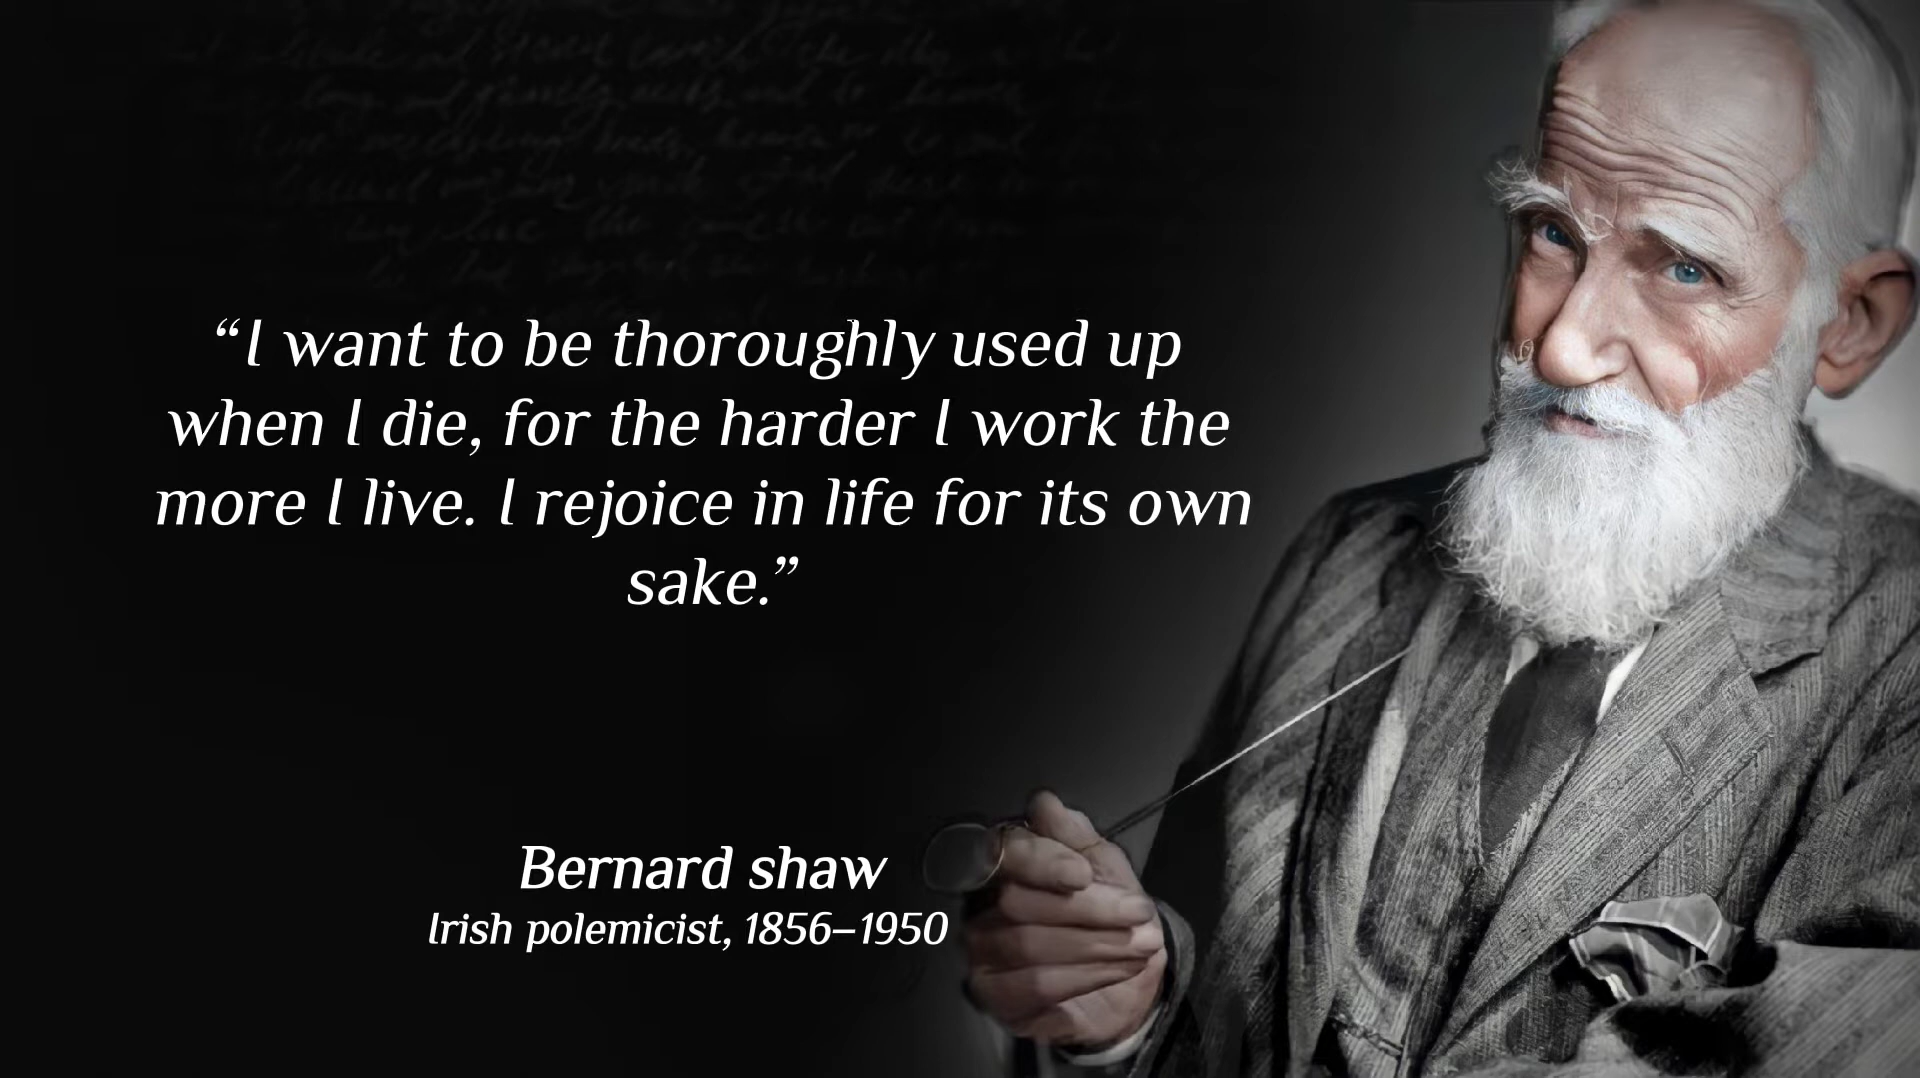 “I want to be thoroughly used up
when I die, for the harder I work the
more I live. I rejoice in life for its own
sake.”
Bernard shaw
Irish polemicist, 1856–1950